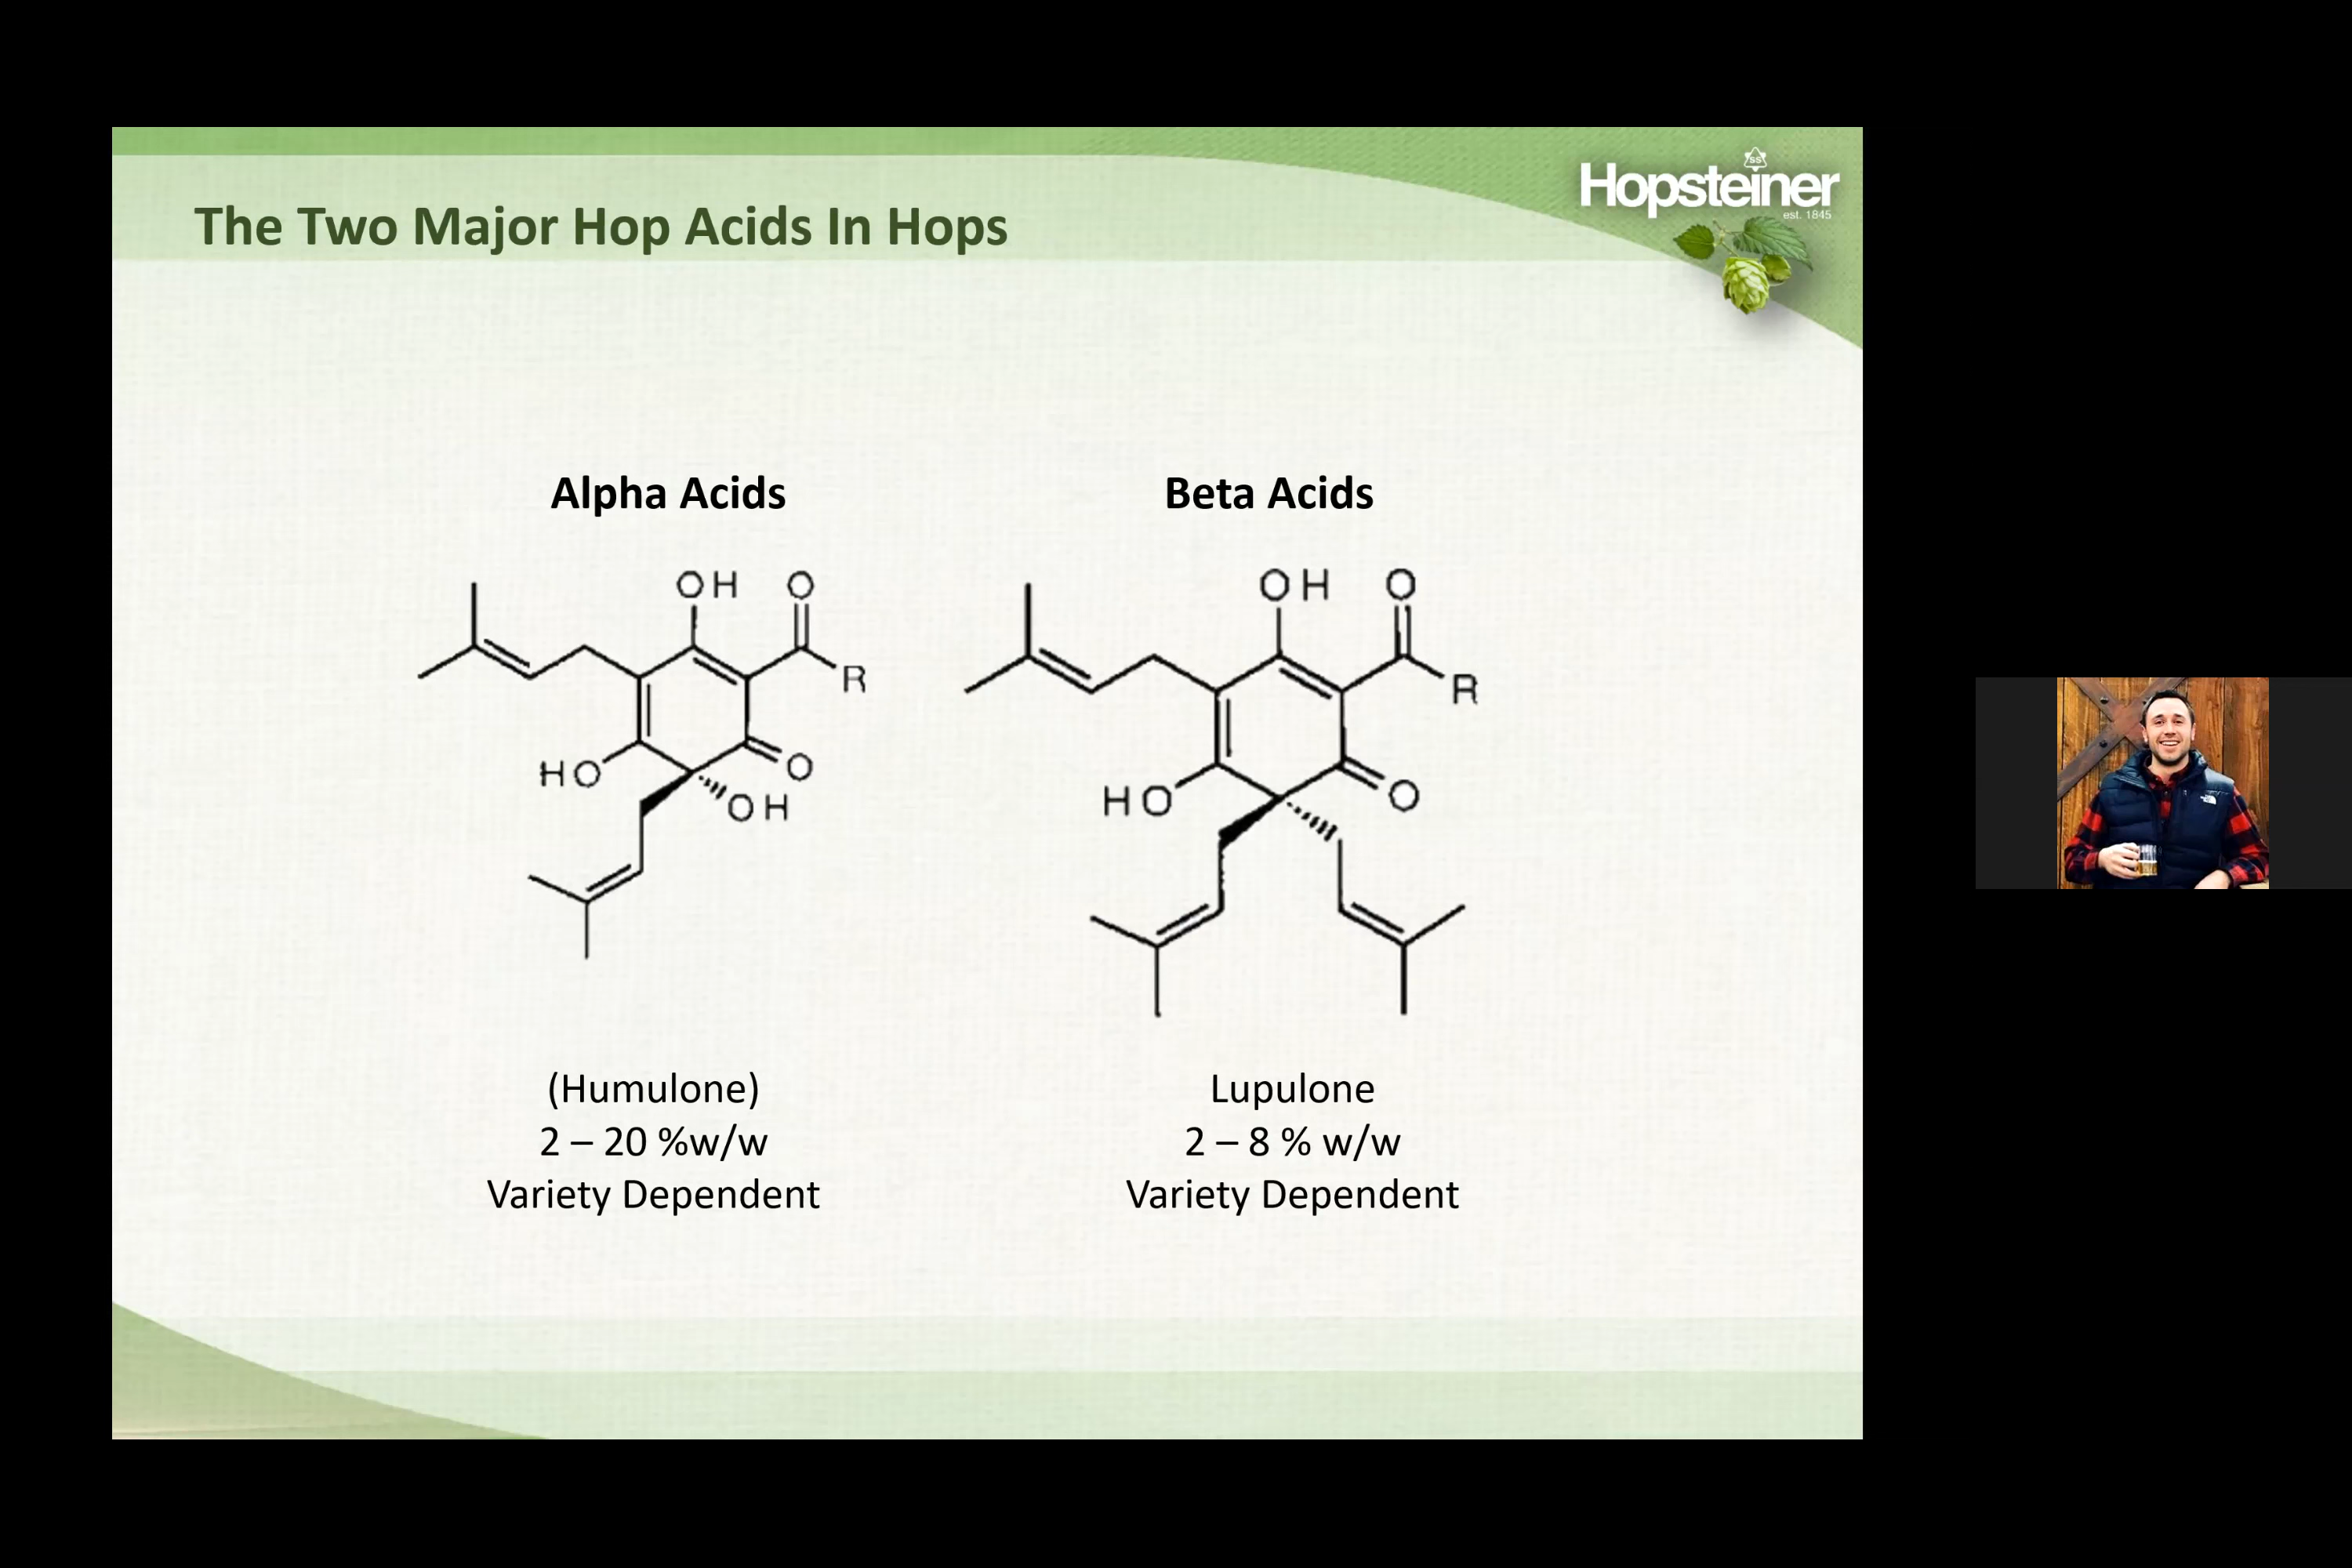 Hopsteiner
SS
est. 1845
The Two Major Hop Acids In Hops
Alpha Acids
Beta Acids
OH
O
R
HO
O
OH
OH
O
R
HO
O
(Humulone)
2 – 20 %w/w
Variety Dependent
Lupulone
2 – 8 % w/w
Variety Dependent